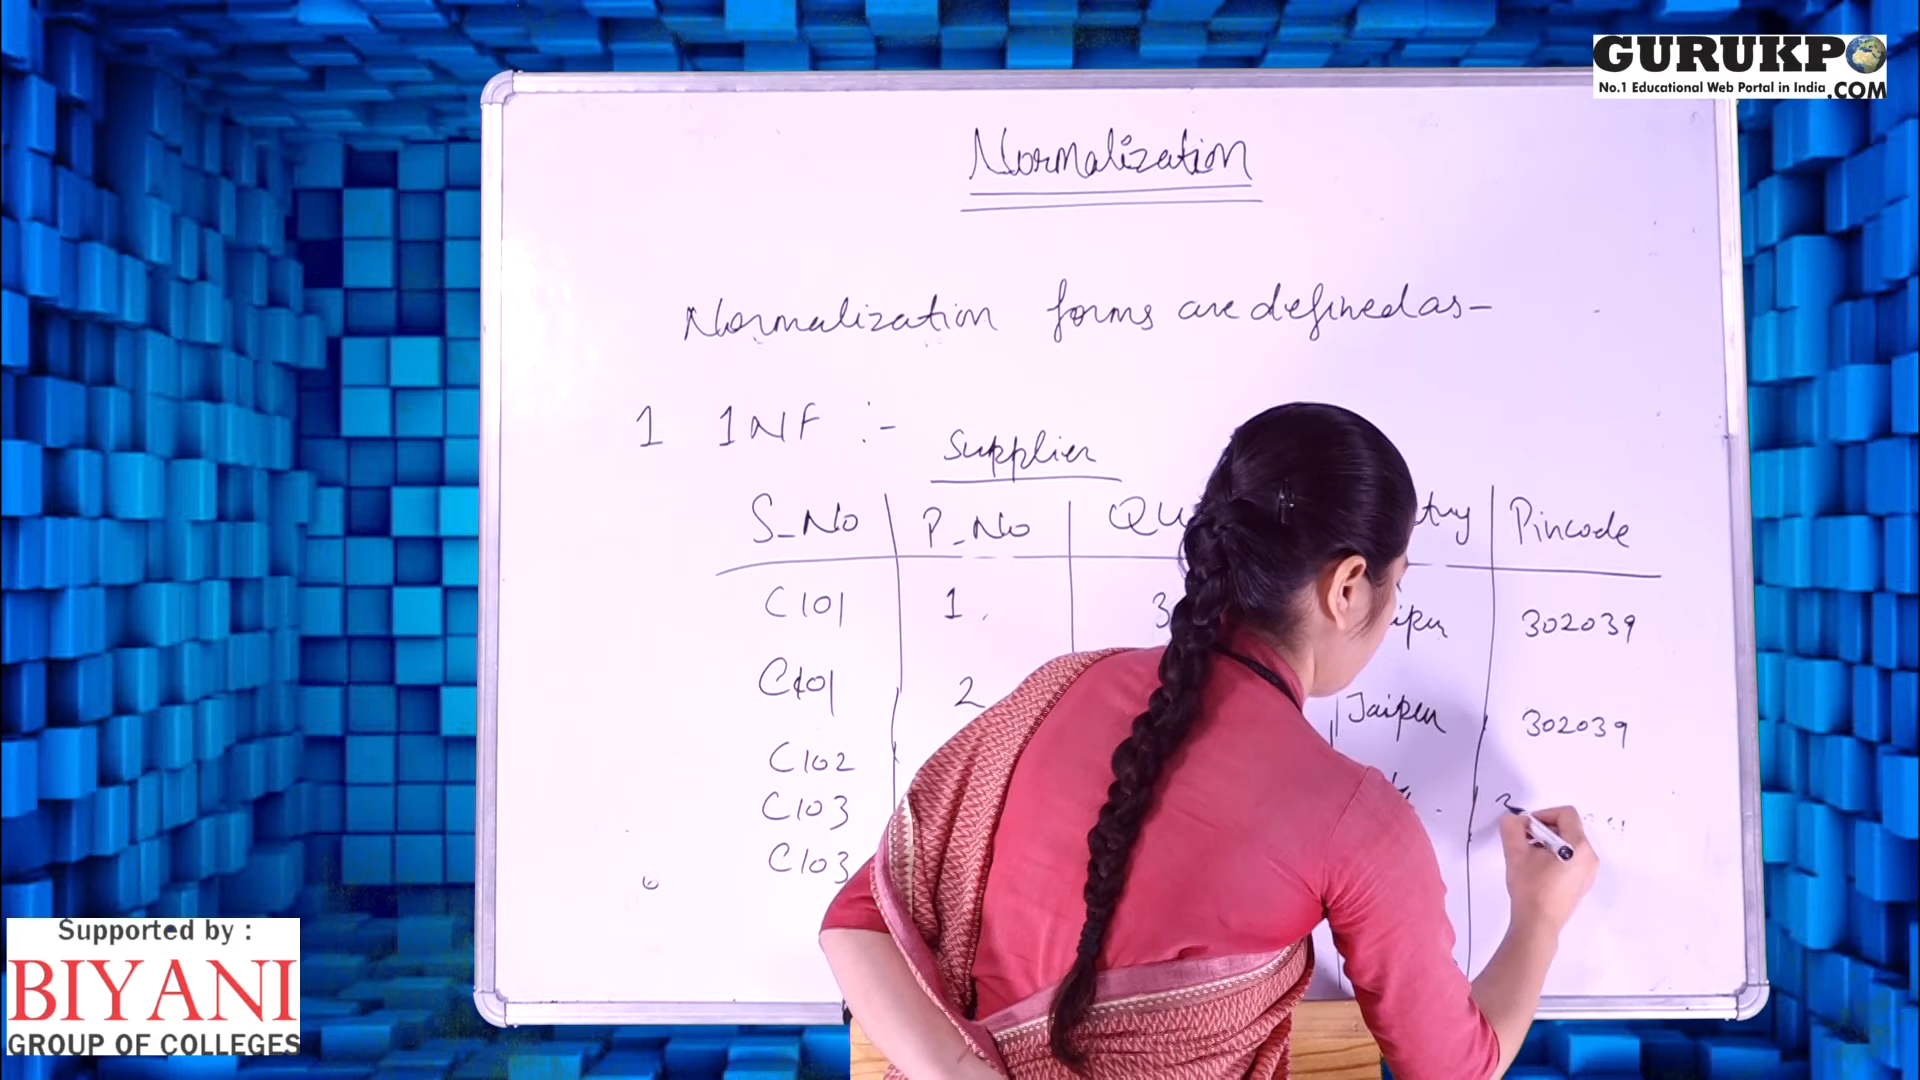 GURUKPO
No.1 Educational Web Portal in India .COM
Normalization
Normalization forms are defined as-
1 1NF :-
Supplier
S_No P_No Pincode
C101 1. 302039
C101 2 Jaipur 302039
C102
C103
C103
Supported by :
BIYANI
GROUP OF COLLEGES